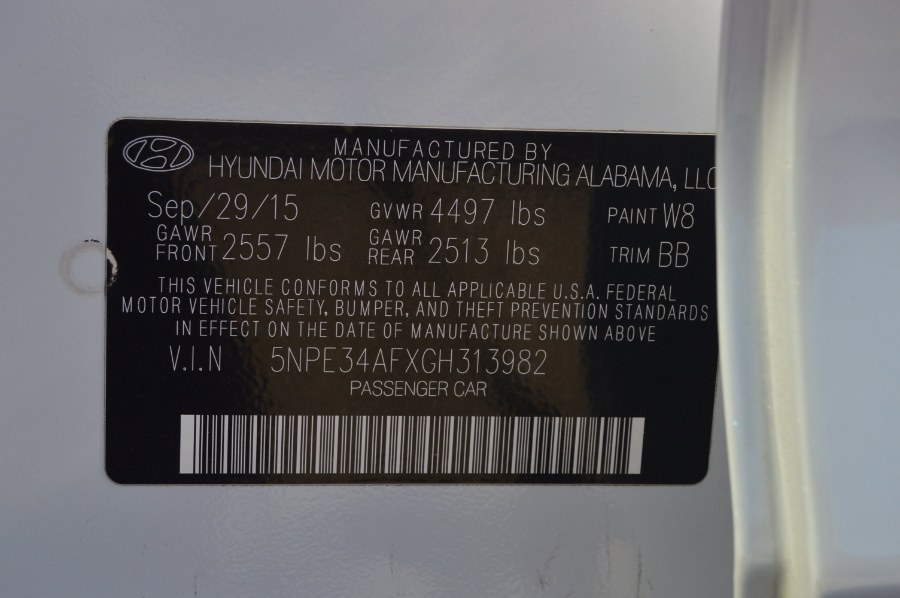 MANUFACTURED BY
HYUNDAI MOTOR MANUFACTURING ALABAMA, LLC
Sep/29/15 GVWR 4497 lbs PAINT W8
GAWR FRONT 2557 lbs GAWR REAR 2513 lbs TRIM BB
THIS VEHICLE CONFORMS TO ALL APPLICABLE U.S.A. FEDERAL
MOTOR VEHICLE SAFETY, BUMPER, AND THEFT PREVENTION STANDARDS
IN EFFECT ON THE DATE OF MANUFACTURE SHOWN ABOVE
V.I.N 5NPE34AFXGH313982
PASSENGER CAR